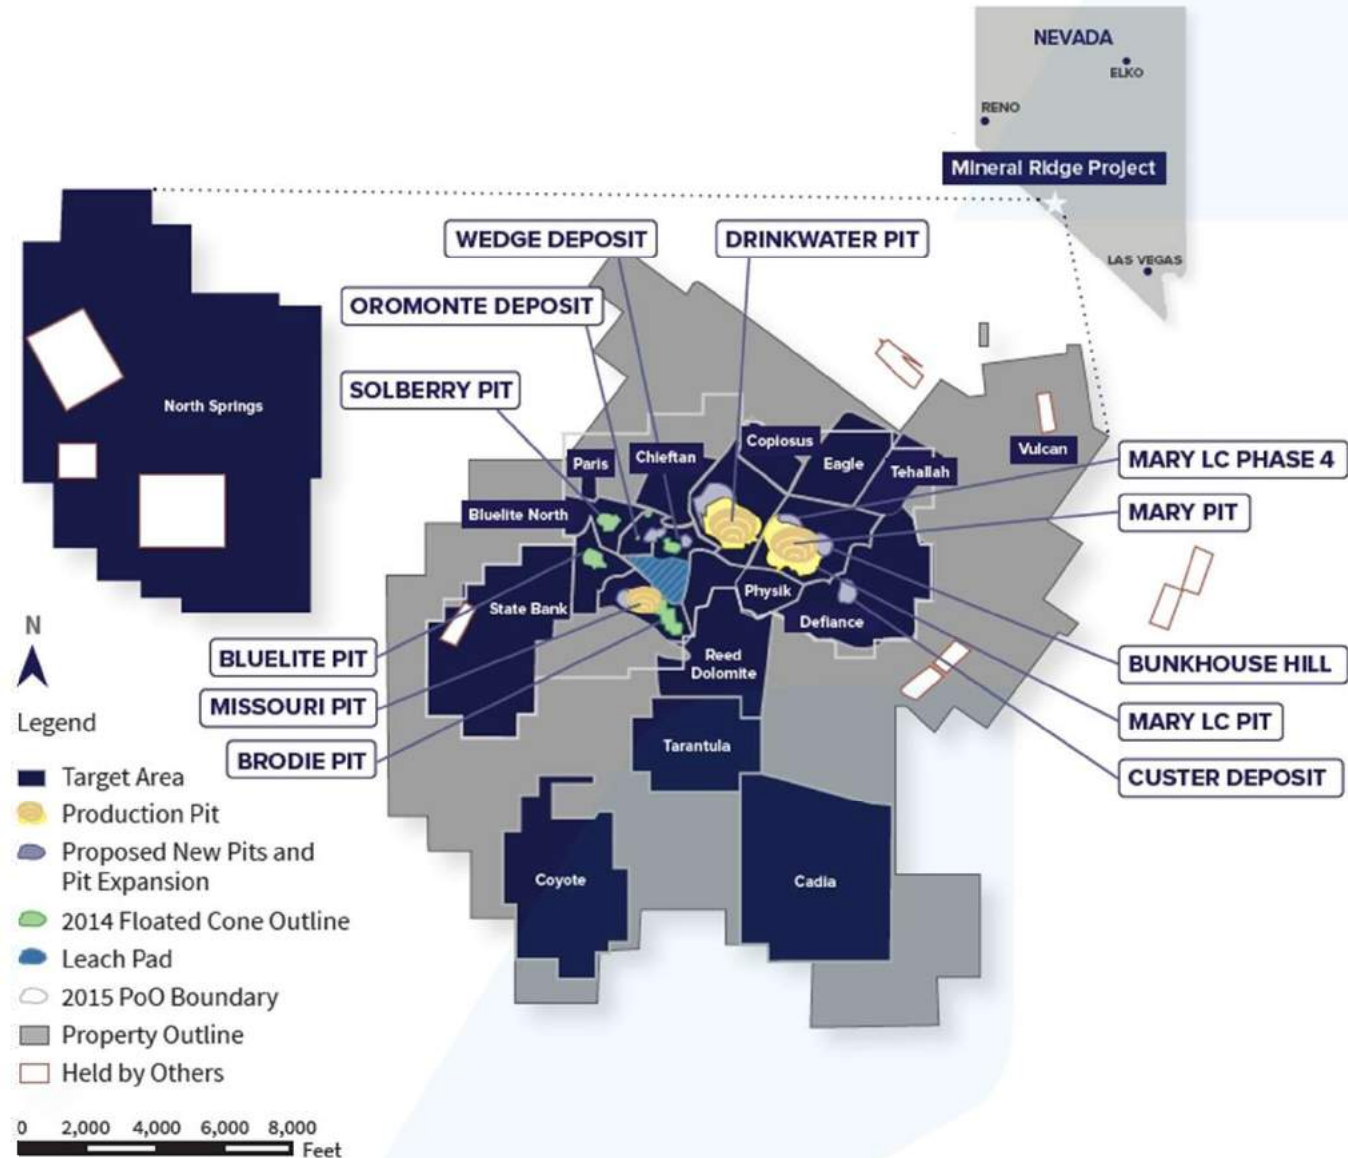 NEVADA
ELKO
RENO
Mineral Ridge Project
LAS VEGAS
WEDGE DEPOSIT
DRINKWATER PIT
OROMONTE DEPOSIT
SOLBERRY PIT
North Springs
Copiosus
Paris
Chieftan
Eagle
Tehallah
Vulcan
MARY LC PHASE 4
MARY PIT
Bluelite North
State Bank
Physik
Defiance
BLUELITE PIT
Reed
Dolomite
BUNKHOUSE HILL
MISSOURI PIT
MARY LC PIT
BRODIE PIT
Tarantula
CUSTER DEPOSIT
Coyote
Cadia
N
Legend
Target Area
Production Pit
Proposed New Pits and
Pit Expansion
2014 Floated Cone Outline
Leach Pad
2015 PoO Boundary
Property Outline
Held by Others
0 2,000 4,000 6,000 8,000
Feet